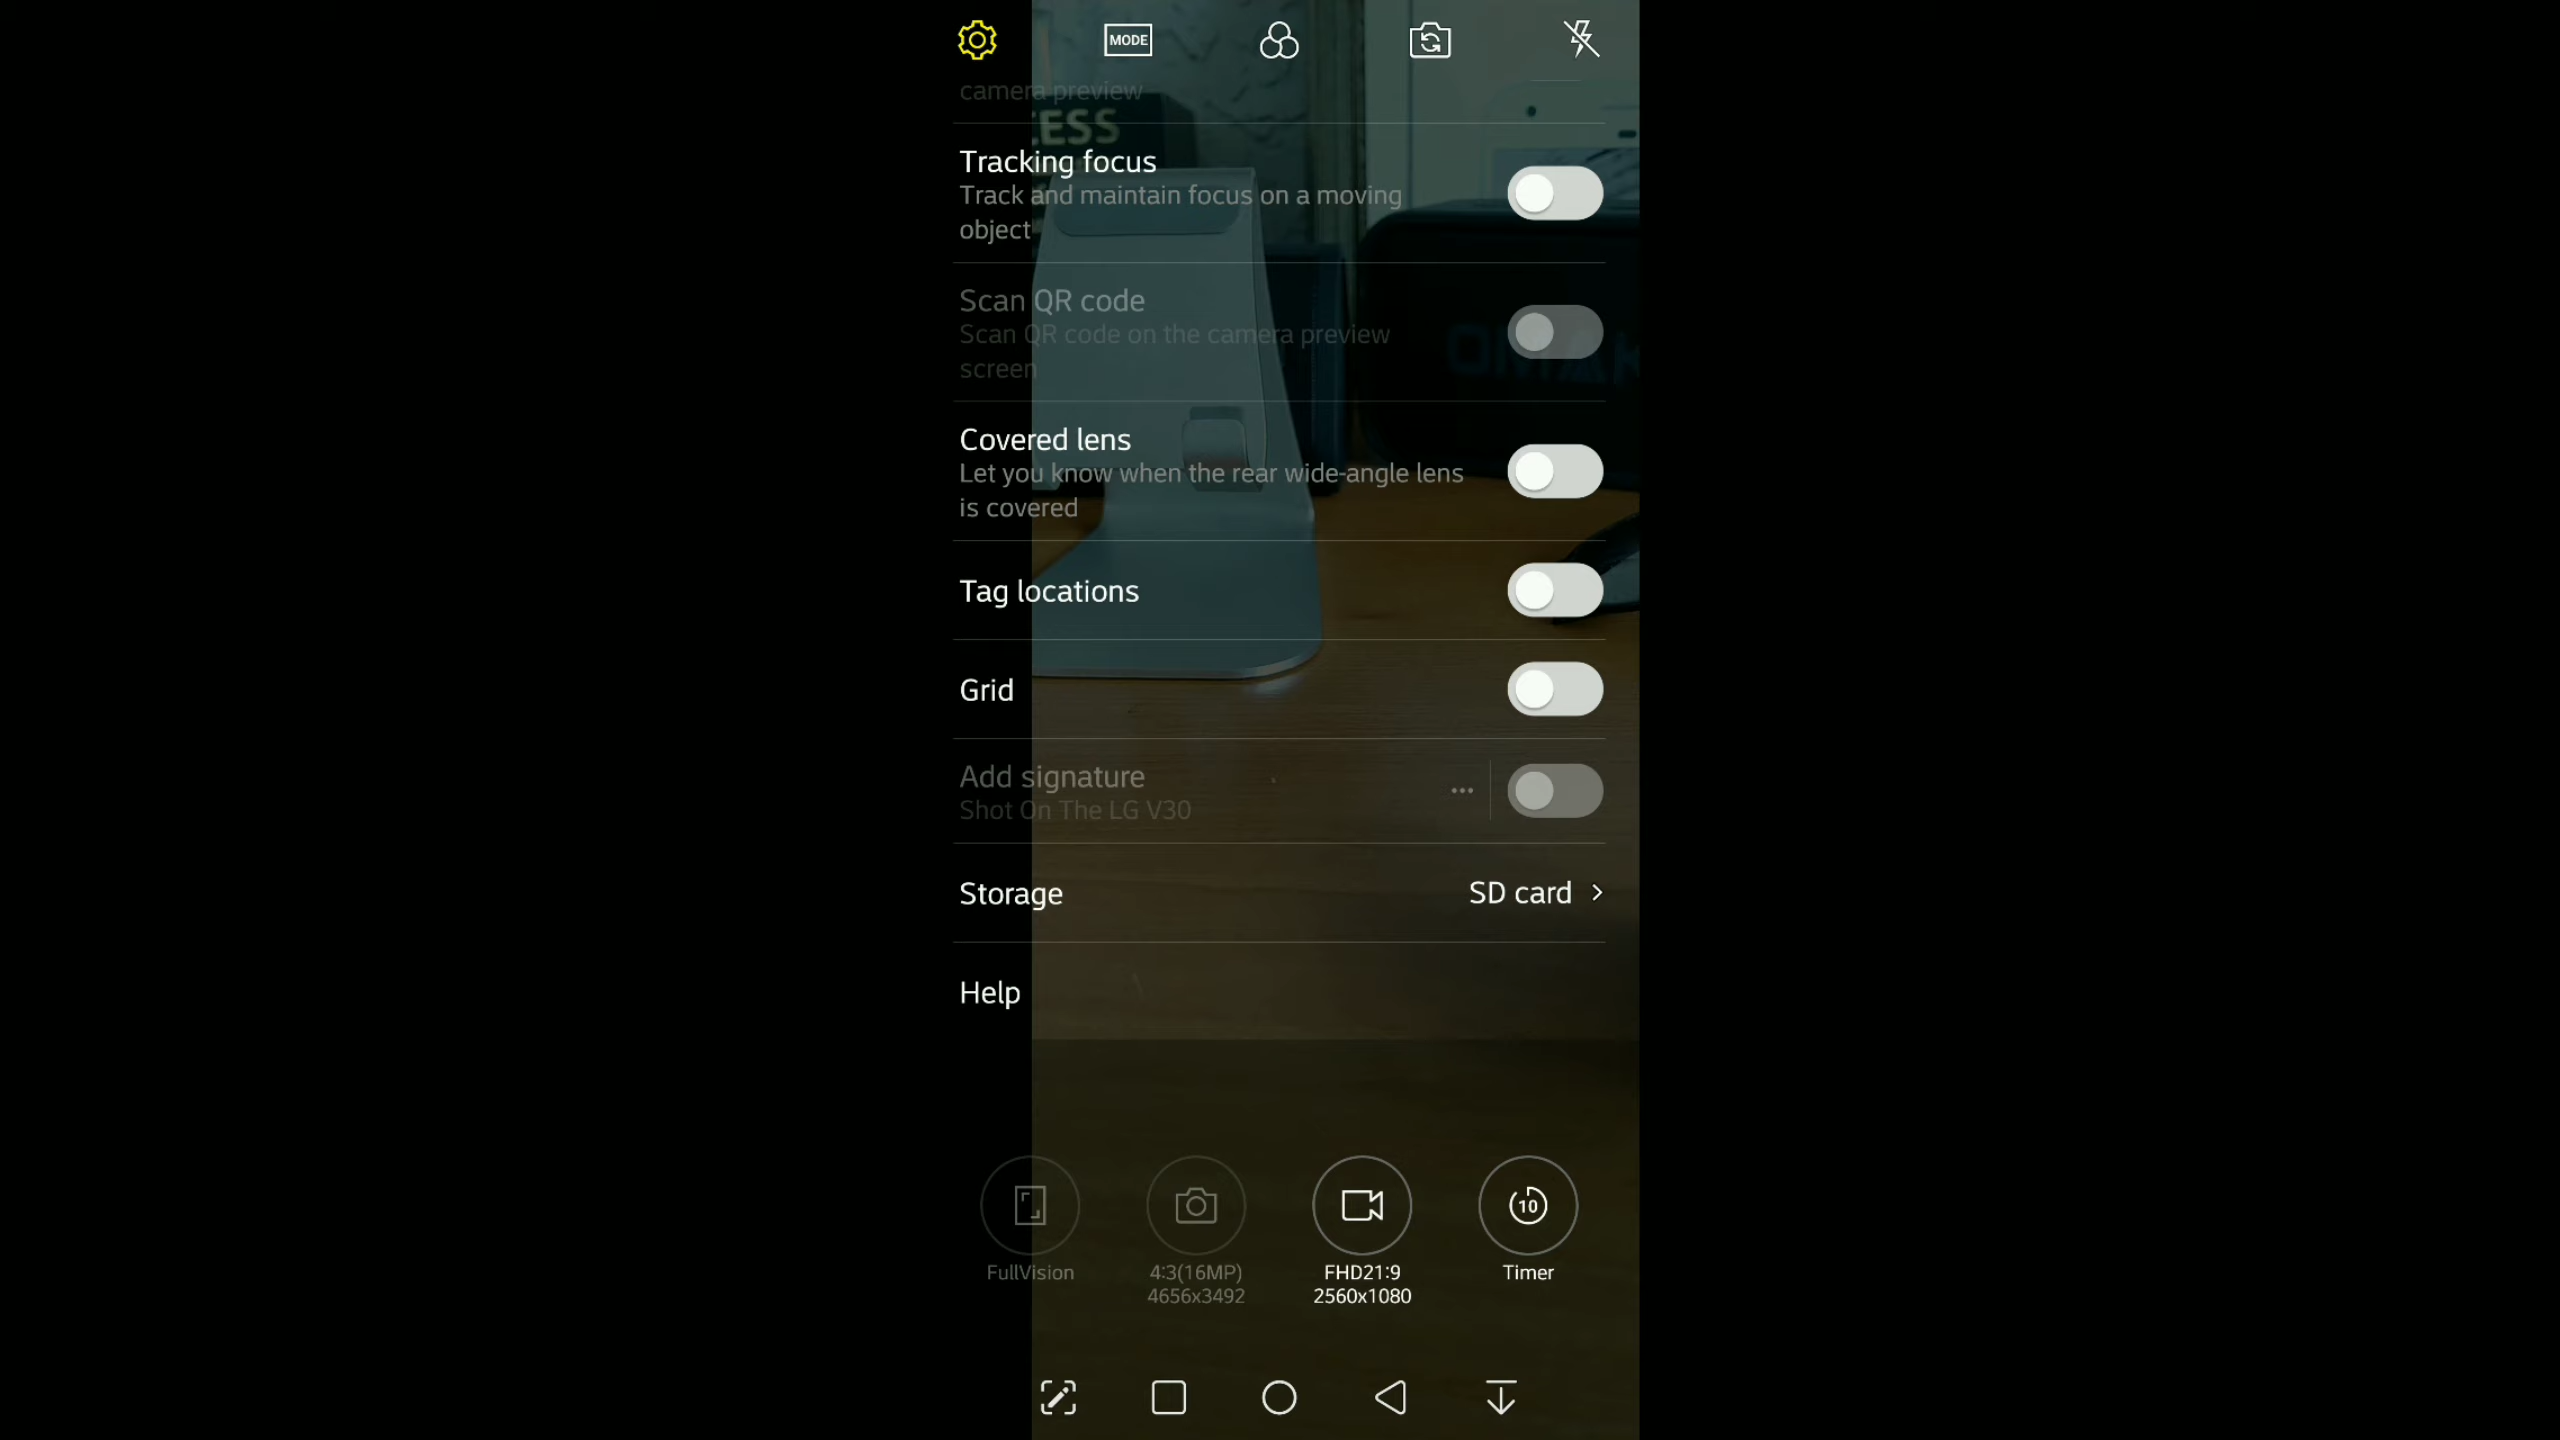 MODE
camera preview
ESS
Tracking focus
Track and maintain focus on a moving
object
Scan QR code
Scan QR code on the camera preview
screen
OMAK
Covered lens
Let you know when the rear wide-angle lens
is covered
Tag locations
Grid
Add signature
Shot On The LG V30
Storage
SD card
Help
10
FullVision
4:3(16MP)
4656x3492
FHD21:9
2560x1080
Timer